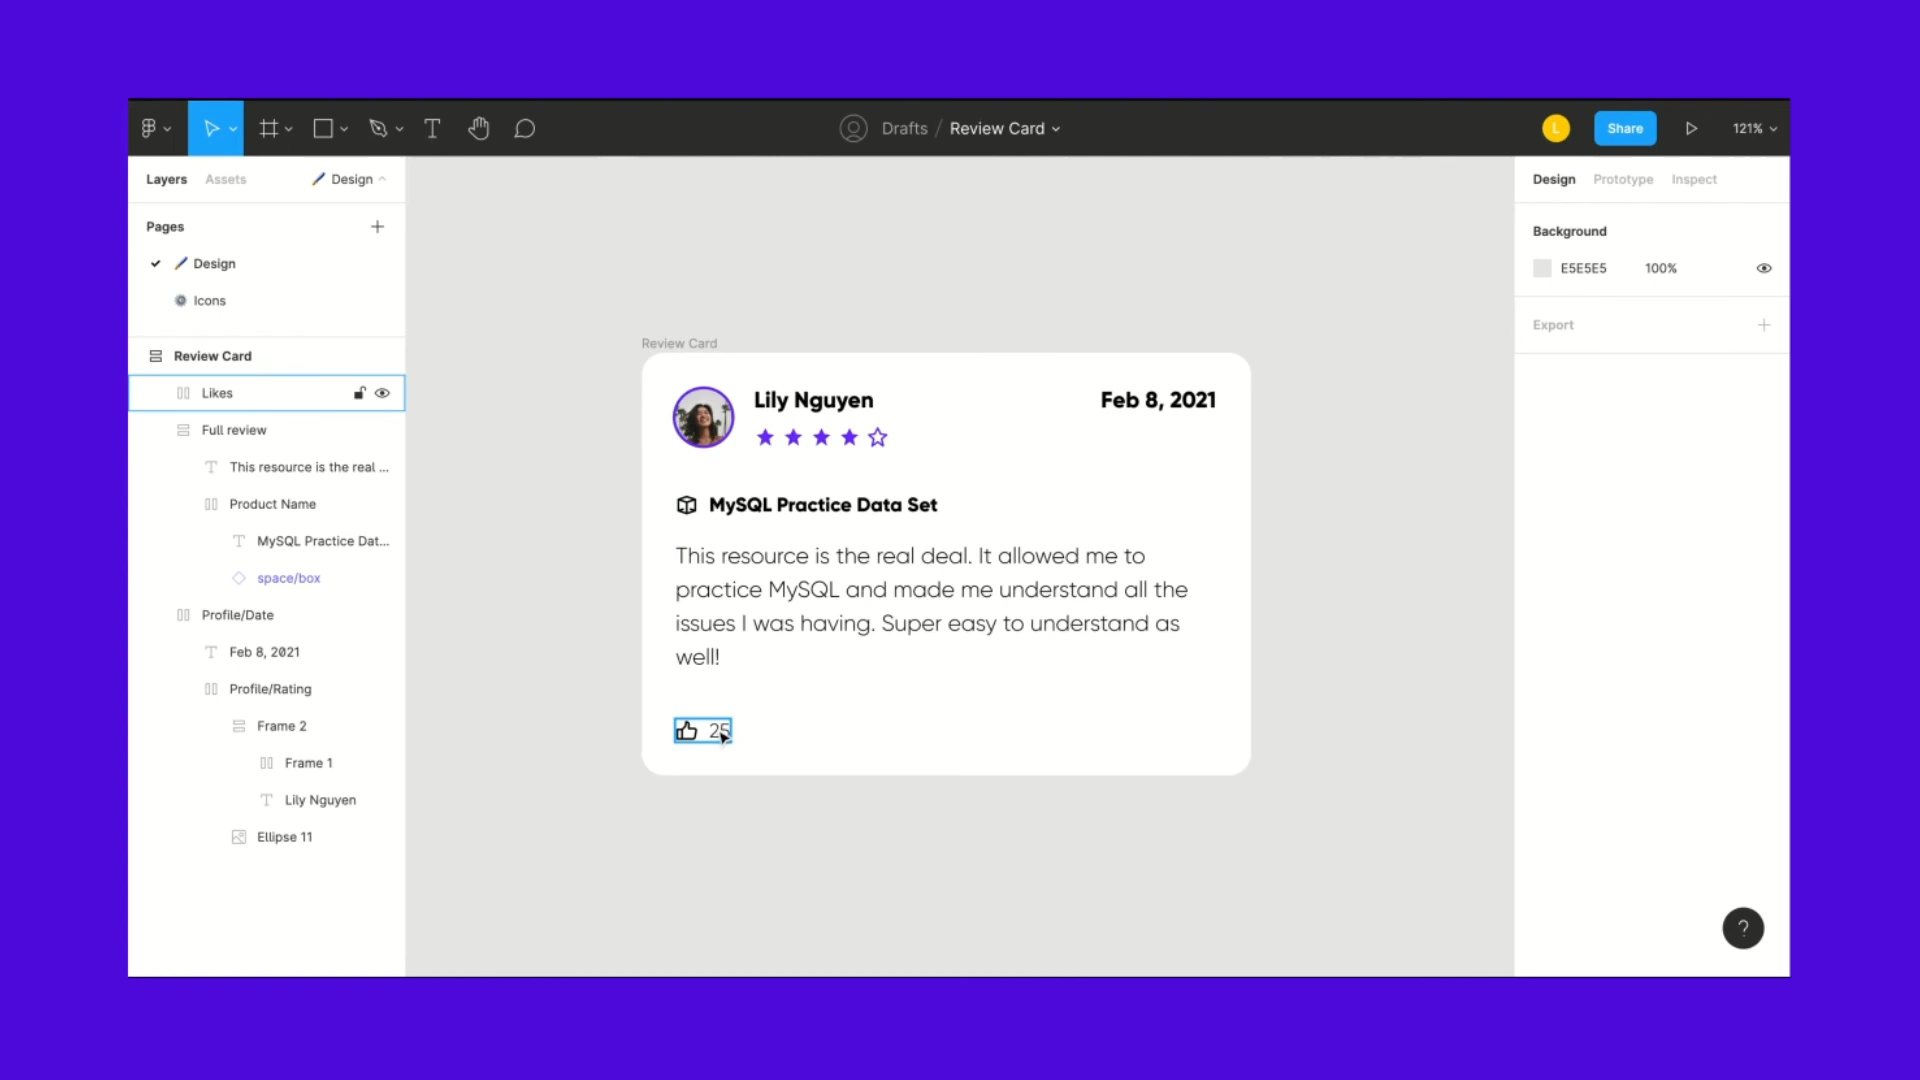 Drafts / Review Card
L
Share
121%
Layers
Assets
Design
Pages
Design
Icons
Review Card
Likes
Full review
This resource is the real ...
Product Name
MySQL Practice Dat...
space/box
Profile/Date
Feb 8, 2021
Profile/Rating
Frame 2
Frame 1
Lily Nguyen
Ellipse 11
Review Card
Lily Nguyen
Feb 8, 2021
MySQL Practice Data Set
This resource is the real deal. It allowed me to
practice MySQL and made me understand all the
issues I was having. Super easy to understand as
well!
25
Design
Prototype
Inspect
Background
E5E5E5
100%
Export
?